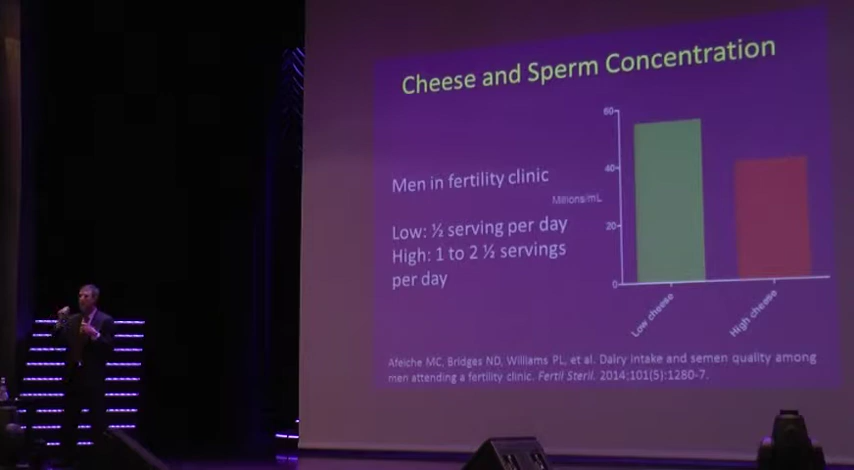 Cheese and Sperm Concentration
Men in fertility clinic
Low: ½ serving per day
High: 1 to 2 ½ servings
per day
60
40
20
0
Millions/mL
Low cheese
High cheese
Afeiche MC, Bridges ND, Williams PL, et al. Dairy intake and semen quality among
men attending a fertility clinic. Fertil Steril. 2014;101(5):1280-7.